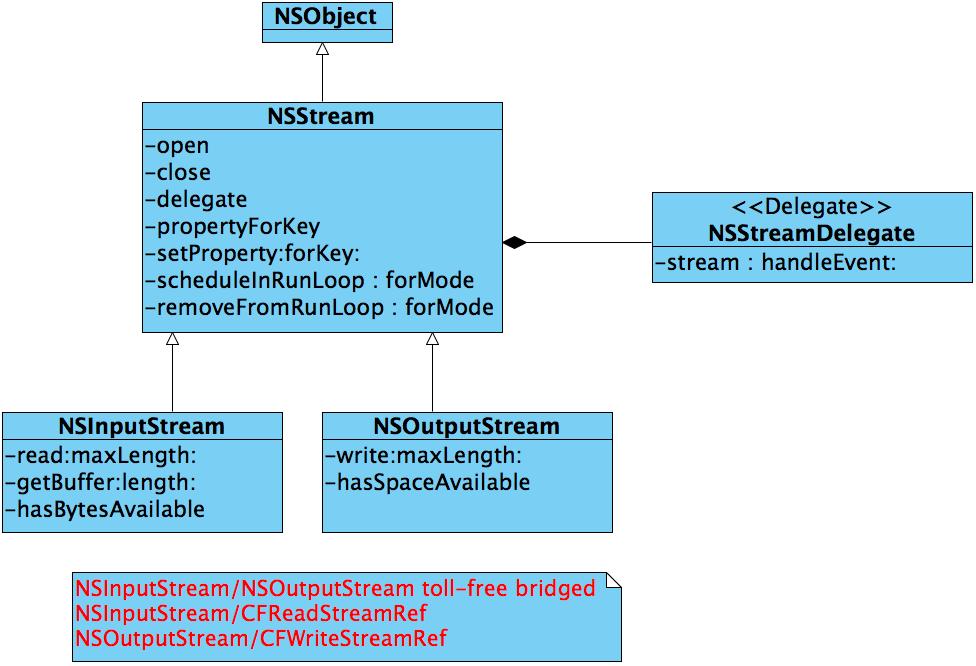 NSObject
NSStream
-open
-close
-delegate
-propertyForKey
-setProperty:forKey:
-scheduleInRunLoop : forMode
-removeFromRunLoop : forMode
<<Delegate>>
NSStreamDelegate
-stream : handleEvent:
NSInputStream
-read:maxLength:
-getBuffer:length:
-hasBytesAvailable
NSOutputStream
-write:maxLength:
-hasSpaceAvailable
NSInputStream/NSOutputStream toll-free bridged
NSInputStream/CFReadStreamRef
NSOutputStream/CFWriteStreamRef